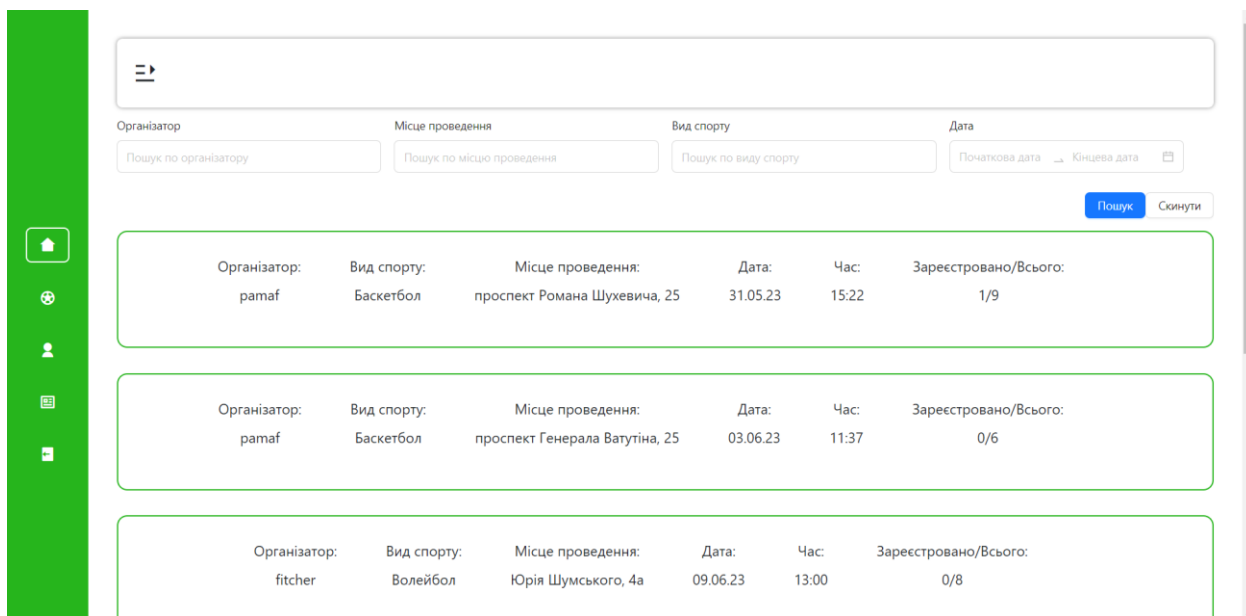 Організатор Місце проведення Вид спорту Дата
Пошук по організатору Пошук по місцю проведення Пошук по виду спорту Початкова дата Кінцева дата
Пошук Скинути
Організатор: Вид спорту: Місце проведення: Дата: Час: Зареєстровано/Всього:
pamaf Баскетбол проспект Романа Шухевича, 25 31.05.23 15:22 1/9
Організатор: Вид спорту: Місце проведення: Дата: Час: Зареєстровано/Всього:
pamaf Баскетбол проспект Генерала Ватутіна, 25 03.06.23 11:37 0/6
Організатор: Вид спорту: Місце проведення: Дата: Час: Зареєстровано/Всього:
fitcher Волейбол Юрія Шумського, 4а 09.06.23 13:00 0/8